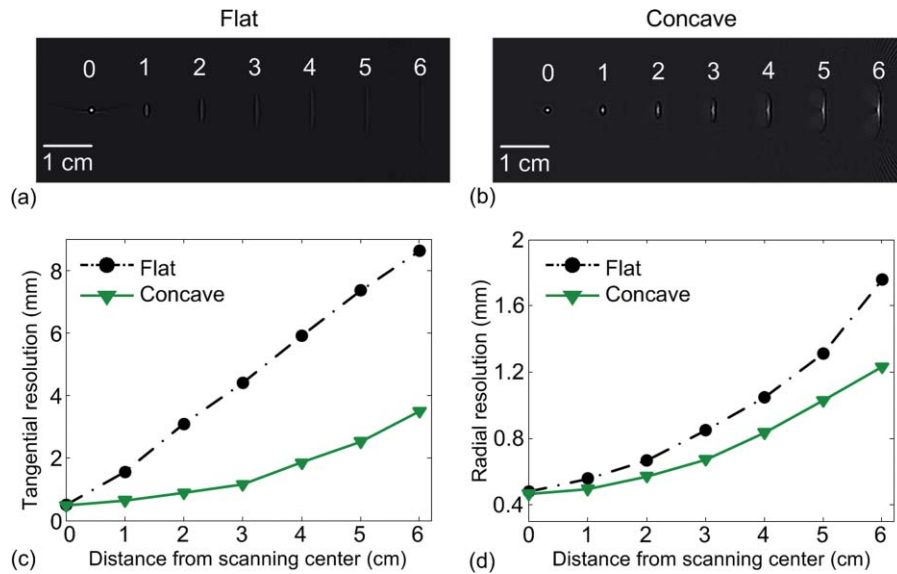 Flat
0 1 2 3 4 5 6
1 cm
(a)
Concave
0 1 2 3 4 5 6
1 cm
(b)
Tangential resolution (mm)
8
6
4
2
0
Flat
Concave
0 1 2 3 4 5 6
Distance from scanning center (cm)
(c)
Radial resolution (mm)
2
1.6
1.2
0.8
0.4
Flat
Concave
0 1 2 3 4 5 6
Distance from scanning center (cm)
(d)